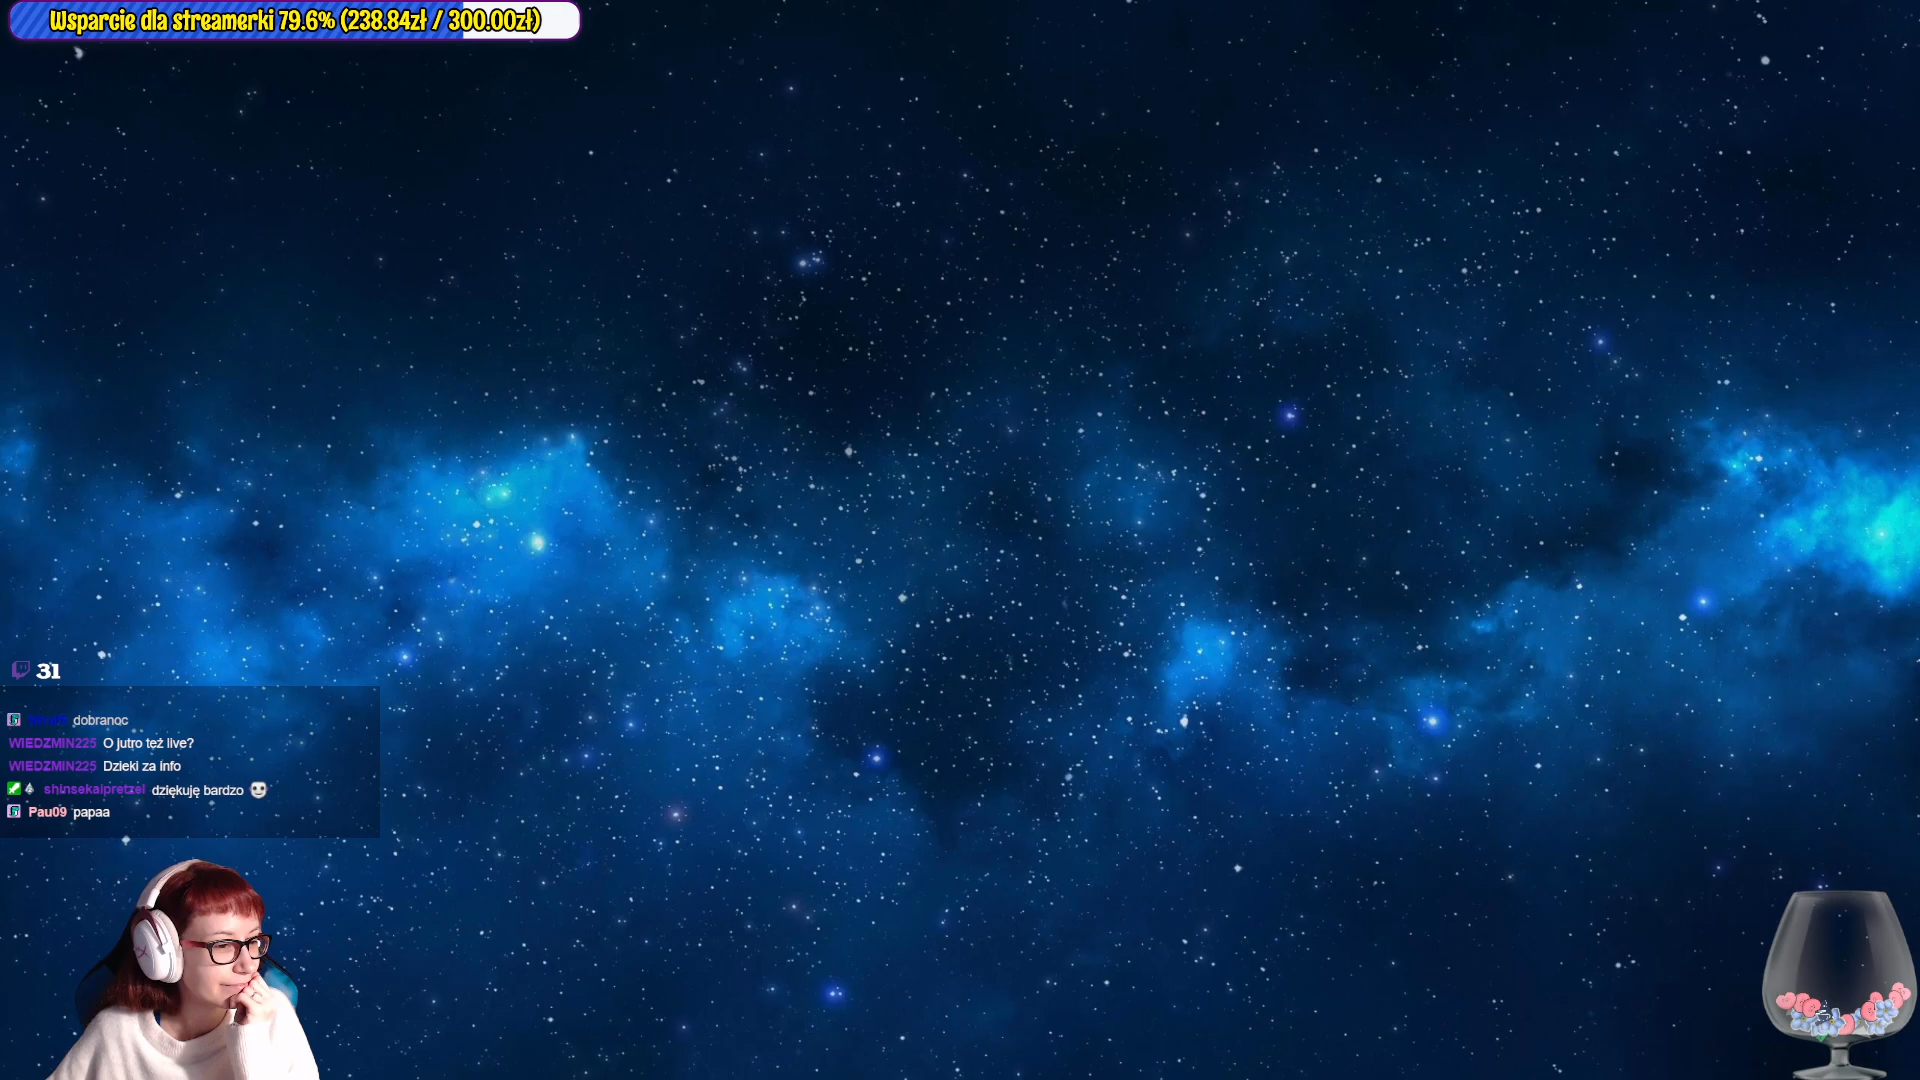 Wsparcie dla streamerki 79.6% (238.84zł / 300.00zł)
31
dobranoc
WIEDZMIN225 O jutro też live?
WIEDZMIN225 Dzieki za info
shinsekaipretzel dziękuję bardzo
Pau09 papaa